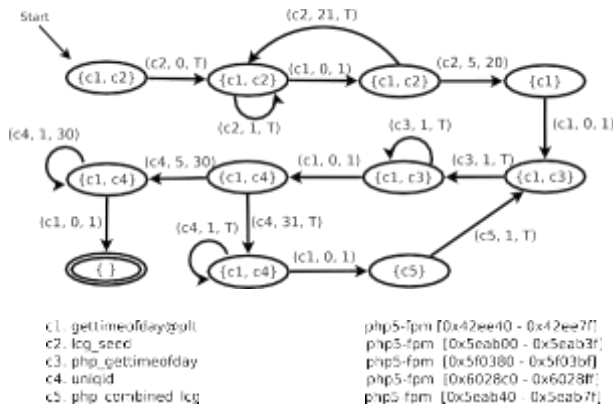 Start
(c2, 21, T)
(c2, 0, T)
(c1, 0, 1)
(c2, 5, 20)
{c1, c2}
{c1, c2}
{c1, c2}
{c1}
(c2, 1, T)
(c1, 0, 1)
(c4, 1, 30)
(c4, 5, 30)
(c1, 0, 1)
(c3, 1, T)
(c3, 1, T)
{c1, c4}
{c1, c4}
{c1, c3}
{c1, c3}
(c1, 0, 1)
(c4, 1, T)
(c4, 31, T)
(c1, 0, 1)
(c5, 1, T)
{ }
{c1, c4}
{c5}
c1. gettimeofday@plt php5-fpm [0x42ee40 - 0x42ee7f]
c2. lcg_seed php5-fpm [0x5eab00 - 0x5eab3f]
c3. php_gettimeofday php5-fpm [0x5f0380 - 0x5f03bf]
c4. uniqid php5-fpm [0x6028c0 - 0x6028ff]
c5. php_combined_lcg php5-fpm [0x5eab40 - 0x5eab7f]